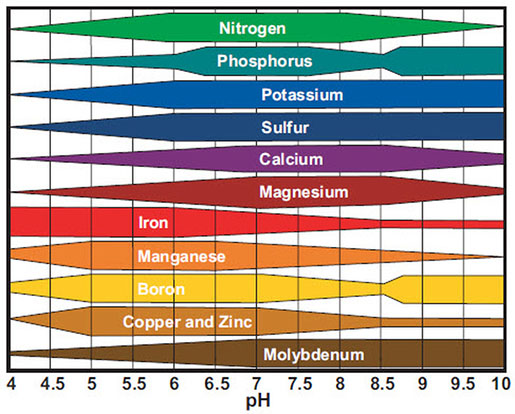 Nitrogen
Phosphorus
Potassium
Sulfur
Calcium
Magnesium
Iron
Manganese
Boron
Copper and Zinc
Molybdenum
4 4.5 5 5.5 6 6.5 7 7.5 8 8.5 9 9.5 10
pH